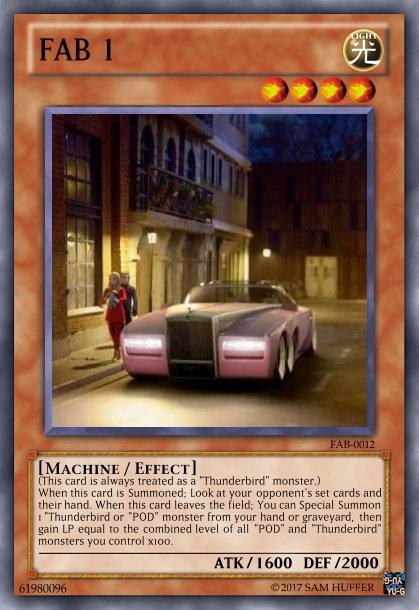 FAB 1
LIGHT
光
FAB-0012
[MACHINE / EFFECT]
(This card is always treated as a "Thunderbird" monster.)
When this card is Summoned; Look at your opponent's set cards and
their hand. When this card leaves the field; You can Special Summon
1 "Thunderbird or "POD" monster from your hand or graveyard, then
gain LP equal to the combined level of all "POD" and "Thunderbird"
monsters you control x100.
ATK / 1600 DEF / 2000
61980096
©2017 SAM HUFFER